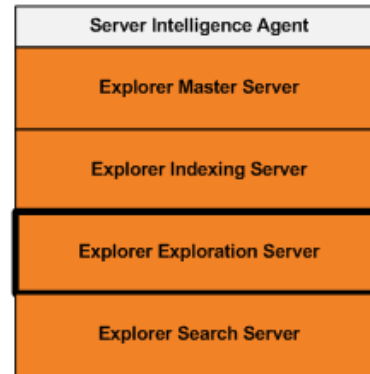 Server Intelligence Agent
Explorer Master Server
Explorer Indexing Server
Explorer Exploration Server
Explorer Search Server